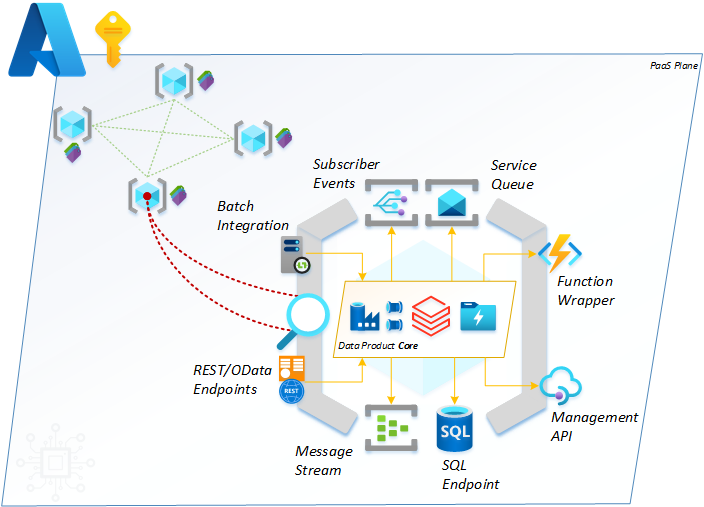 PaaS Plane
Subscriber
Events
Service
Queue
Batch
Integration
Function
Wrapper
Data Product Core
REST/OData
Endpoints
REST
Management
API
Message
Stream
SQL
SQL
Endpoint